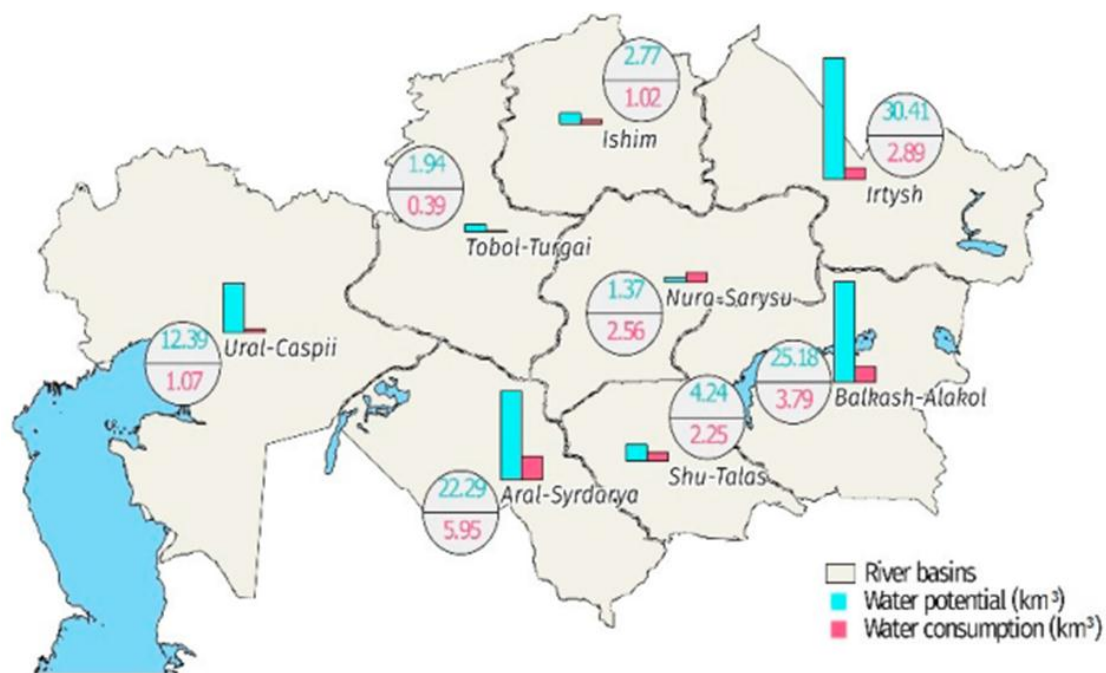 2.77
1.02
Ishim
30.41
2.89
Irtysh
1.94
0.39
Tobol-Turgai
1.37
2.56
Nura-Sarysu
12.39
1.07
Ural-Caspii
25.18
3.79
Balkash-Alakol
4.24
2.25
Shu-Talas
22.29
5.95
Aral-Syrdarya
River basins
Water potential (km³)
Water consumption (km³)